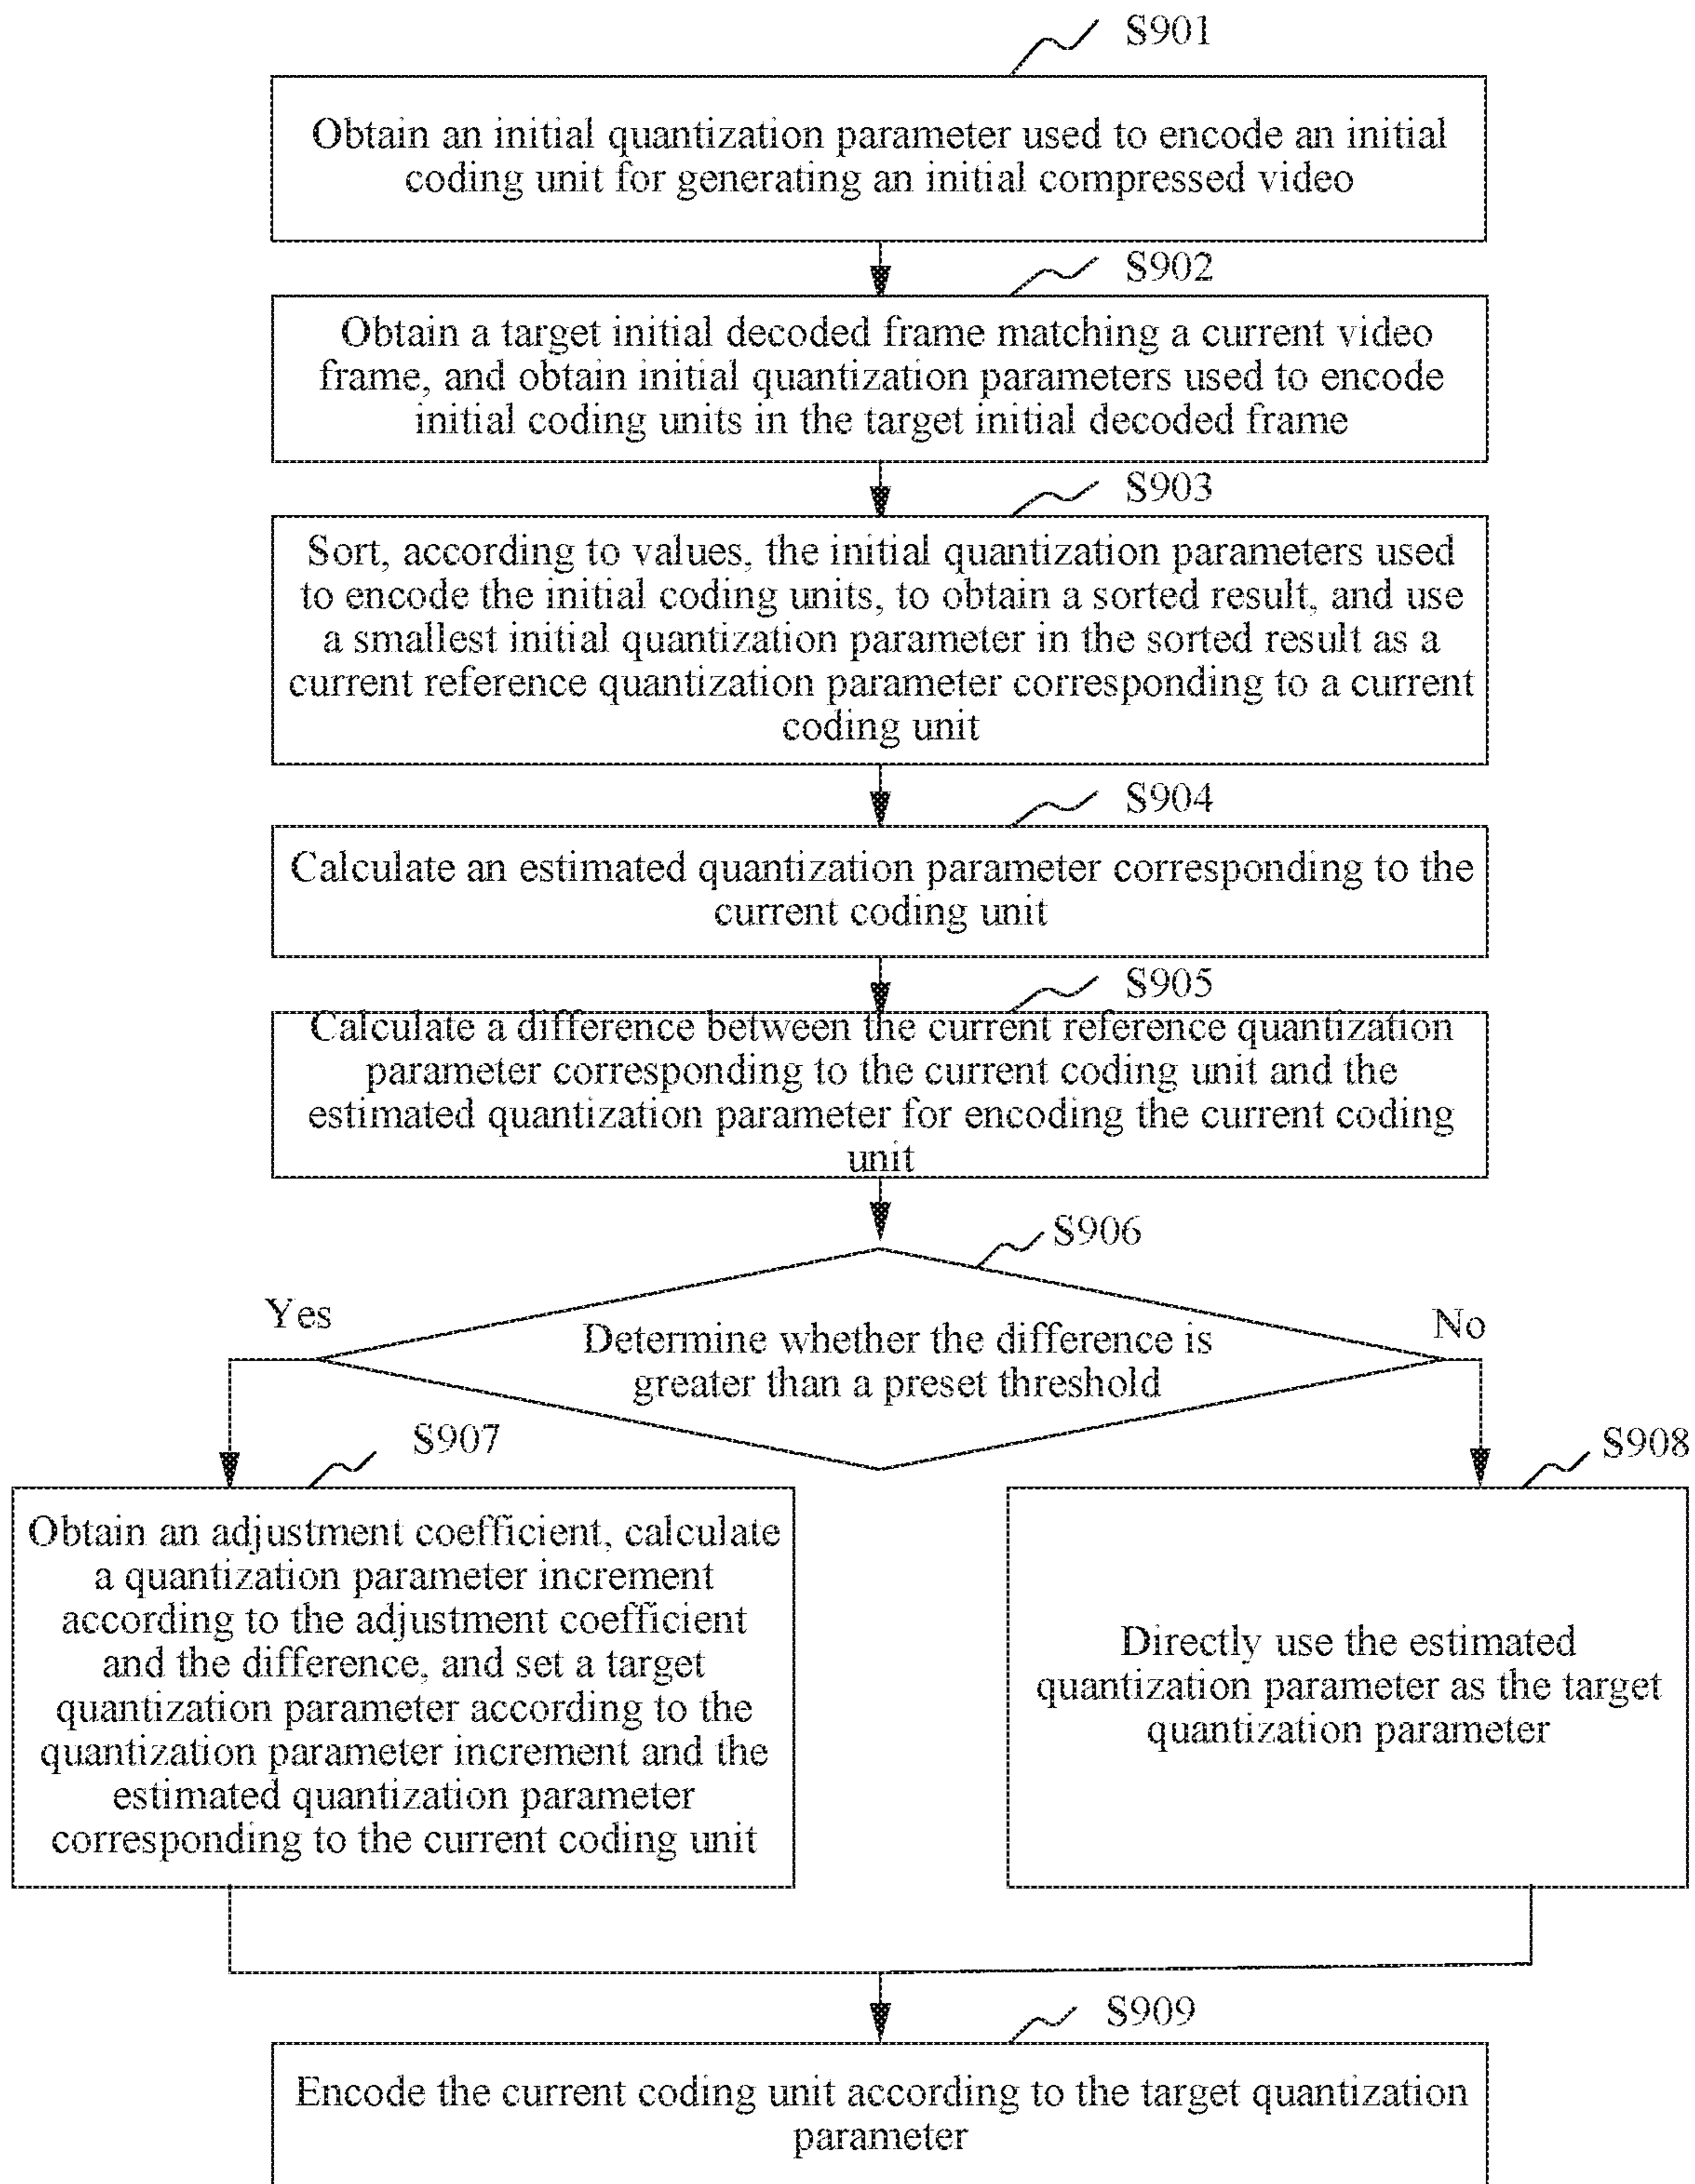 S901
Obtain an initial quantization parameter used to encode an initial
coding unit for generating an initial compressed video
S902
Obtain a target initial decoded frame matching a current video
frame, and obtain initial quantization parameters used to encode
initial coding units in the target initial decoded frame
S903
Sort, according to values, the initial quantization parameters used
to encode the initial coding units, to obtain a sorted result, and use
a smallest initial quantization parameter in the sorted result as a
current reference quantization parameter corresponding to a current
coding unit
S904
Calculate an estimated quantization parameter corresponding to the
current coding unit
S905
Calculate a difference between the current reference quantization
parameter corresponding to the current coding unit and the
estimated quantization parameter for encoding the current coding
unit
S906
Yes
No
Determine whether the difference is
greater than a preset threshold
S907
Obtain an adjustment coefficient, calculate
a quantization parameter increment
according to the adjustment coefficient
and the difference, and set a target
quantization parameter according to the
quantization parameter increment and the
estimated quantization parameter
corresponding to the current coding unit
S908
Directly use the estimated
quantization parameter as the target
quantization parameter
S909
Encode the current coding unit according to the target quantization
parameter